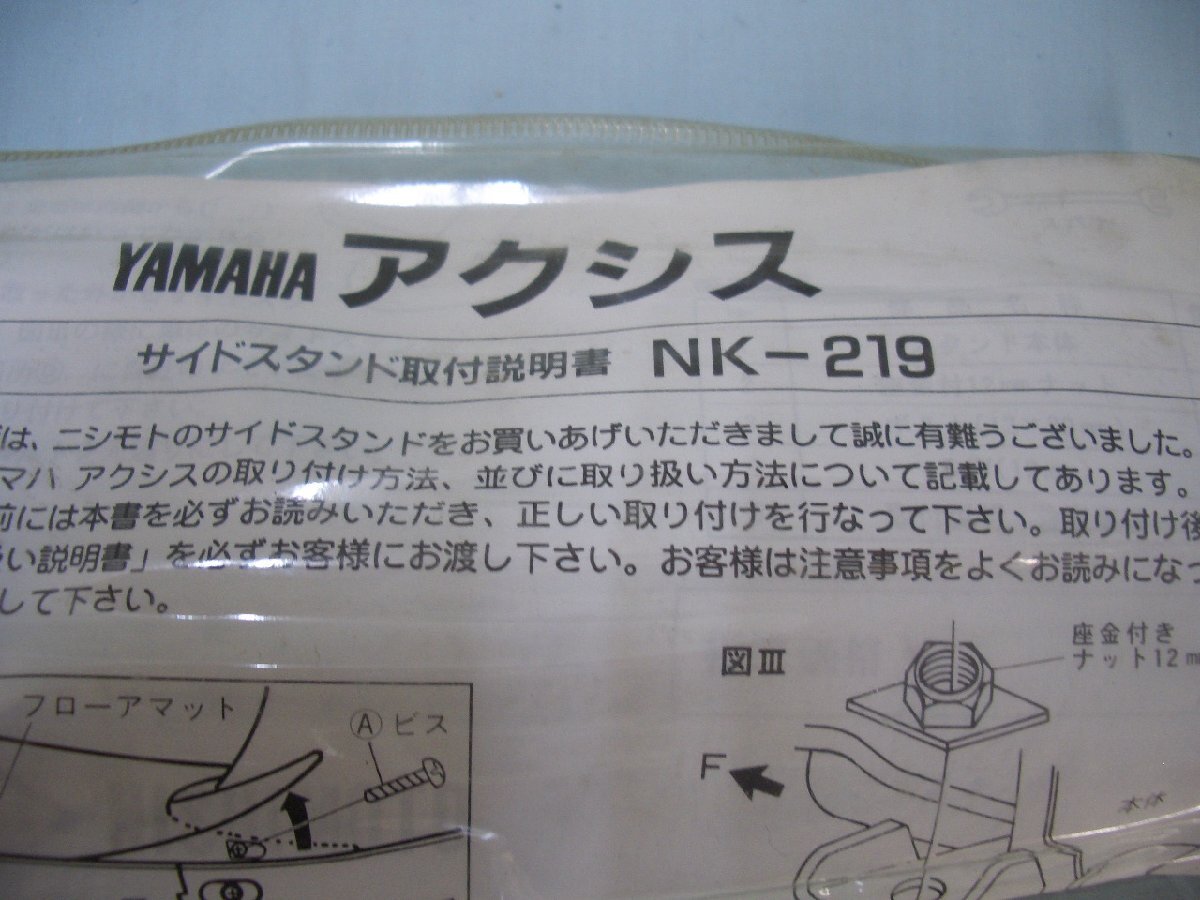 YAMAHA アクシス
サイドスタンド取付説明書 NK-219
は、ニシモトのサイドスタンドをお買いあげいただきまして誠に有難うございました。
マハ アクシスの取り付け方法、並びに取り扱い方法について記載してあります。
前には本書を必ずお読みいただき、正しい取り付けを行なって下さい。取り付け後
い説明書」を必ずお客様にお渡し下さい。お客様は注意事項をよくお読みになっ
して下さい。
フローアマット
Ⓐビス
図Ⅲ
座金付き
ナット12m
F
本体